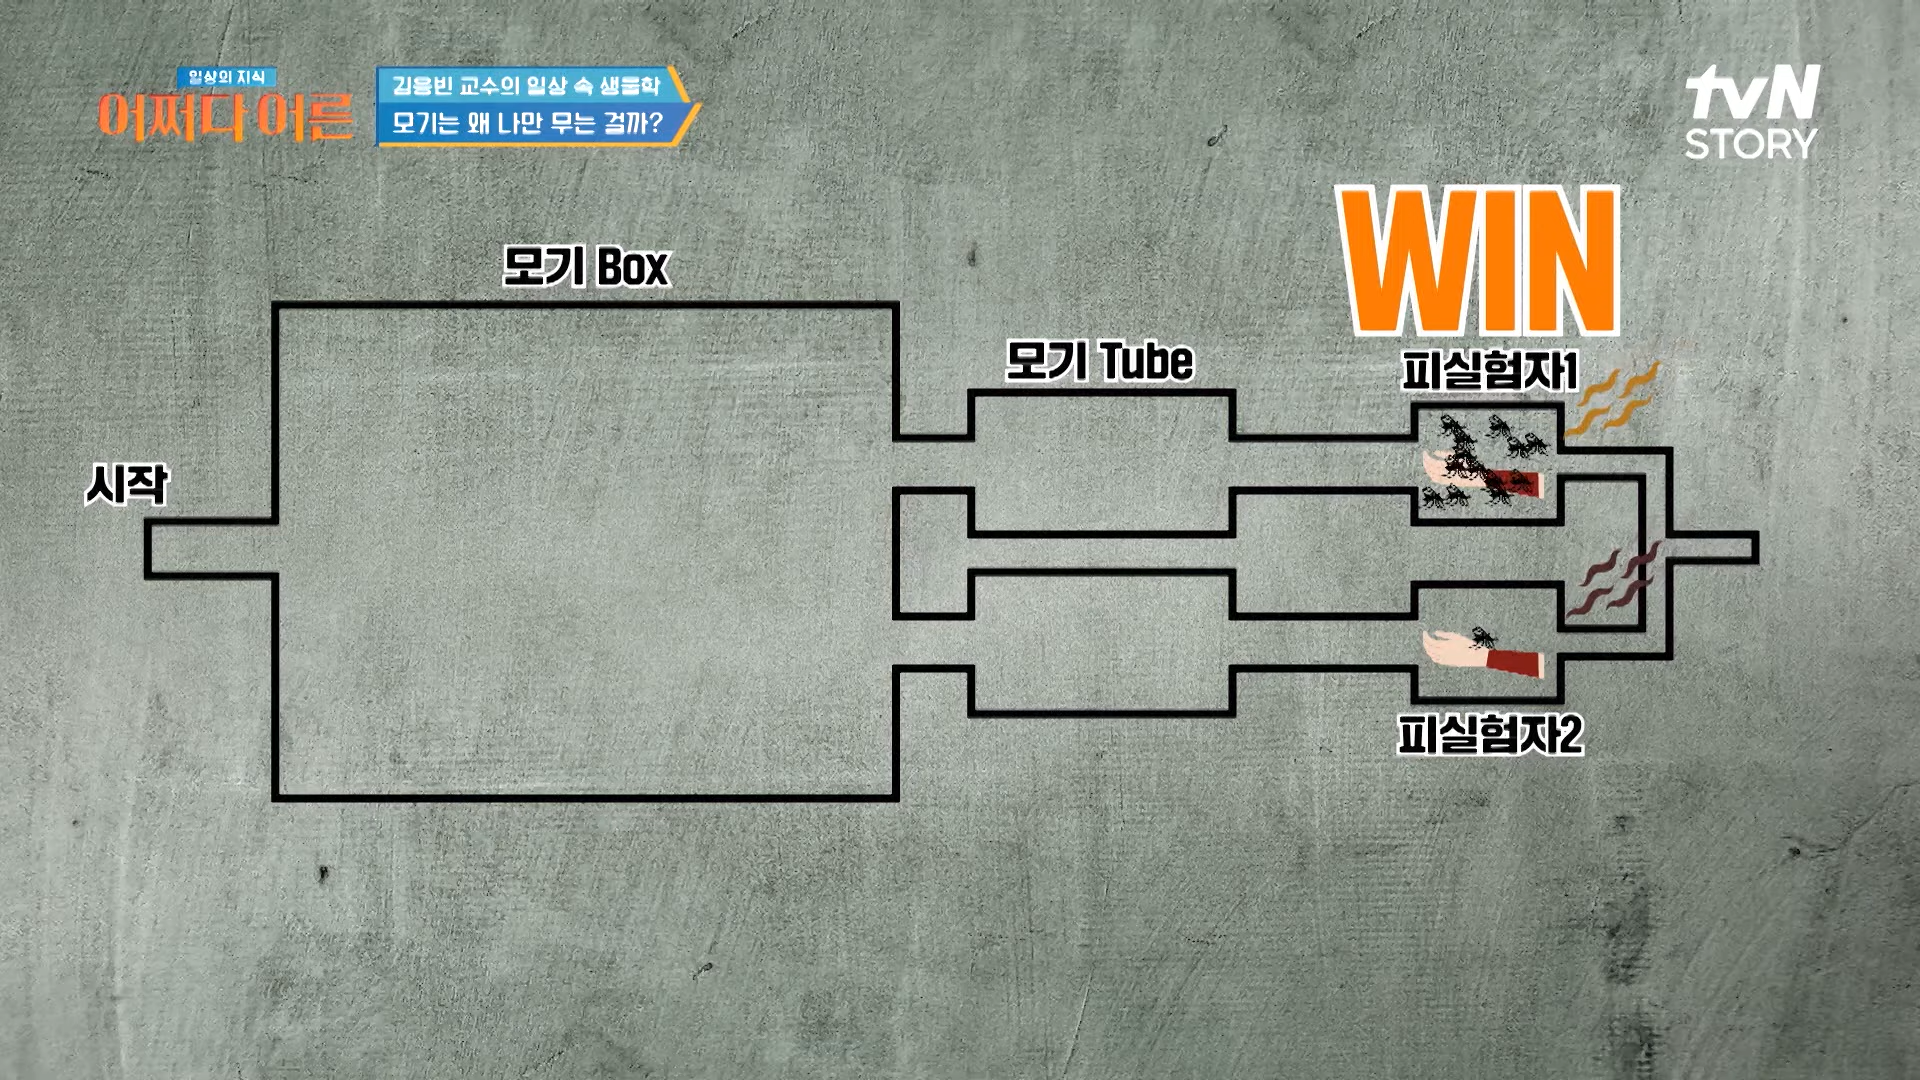 일상의 지식
어쩌다 어른
김응빈 교수의 일상 속 생물학
모기는 왜 나만 무는 걸까?
tvN
STORY
WIN
모기 Box
모기 Tube
피실험자1
시작
피실험자2